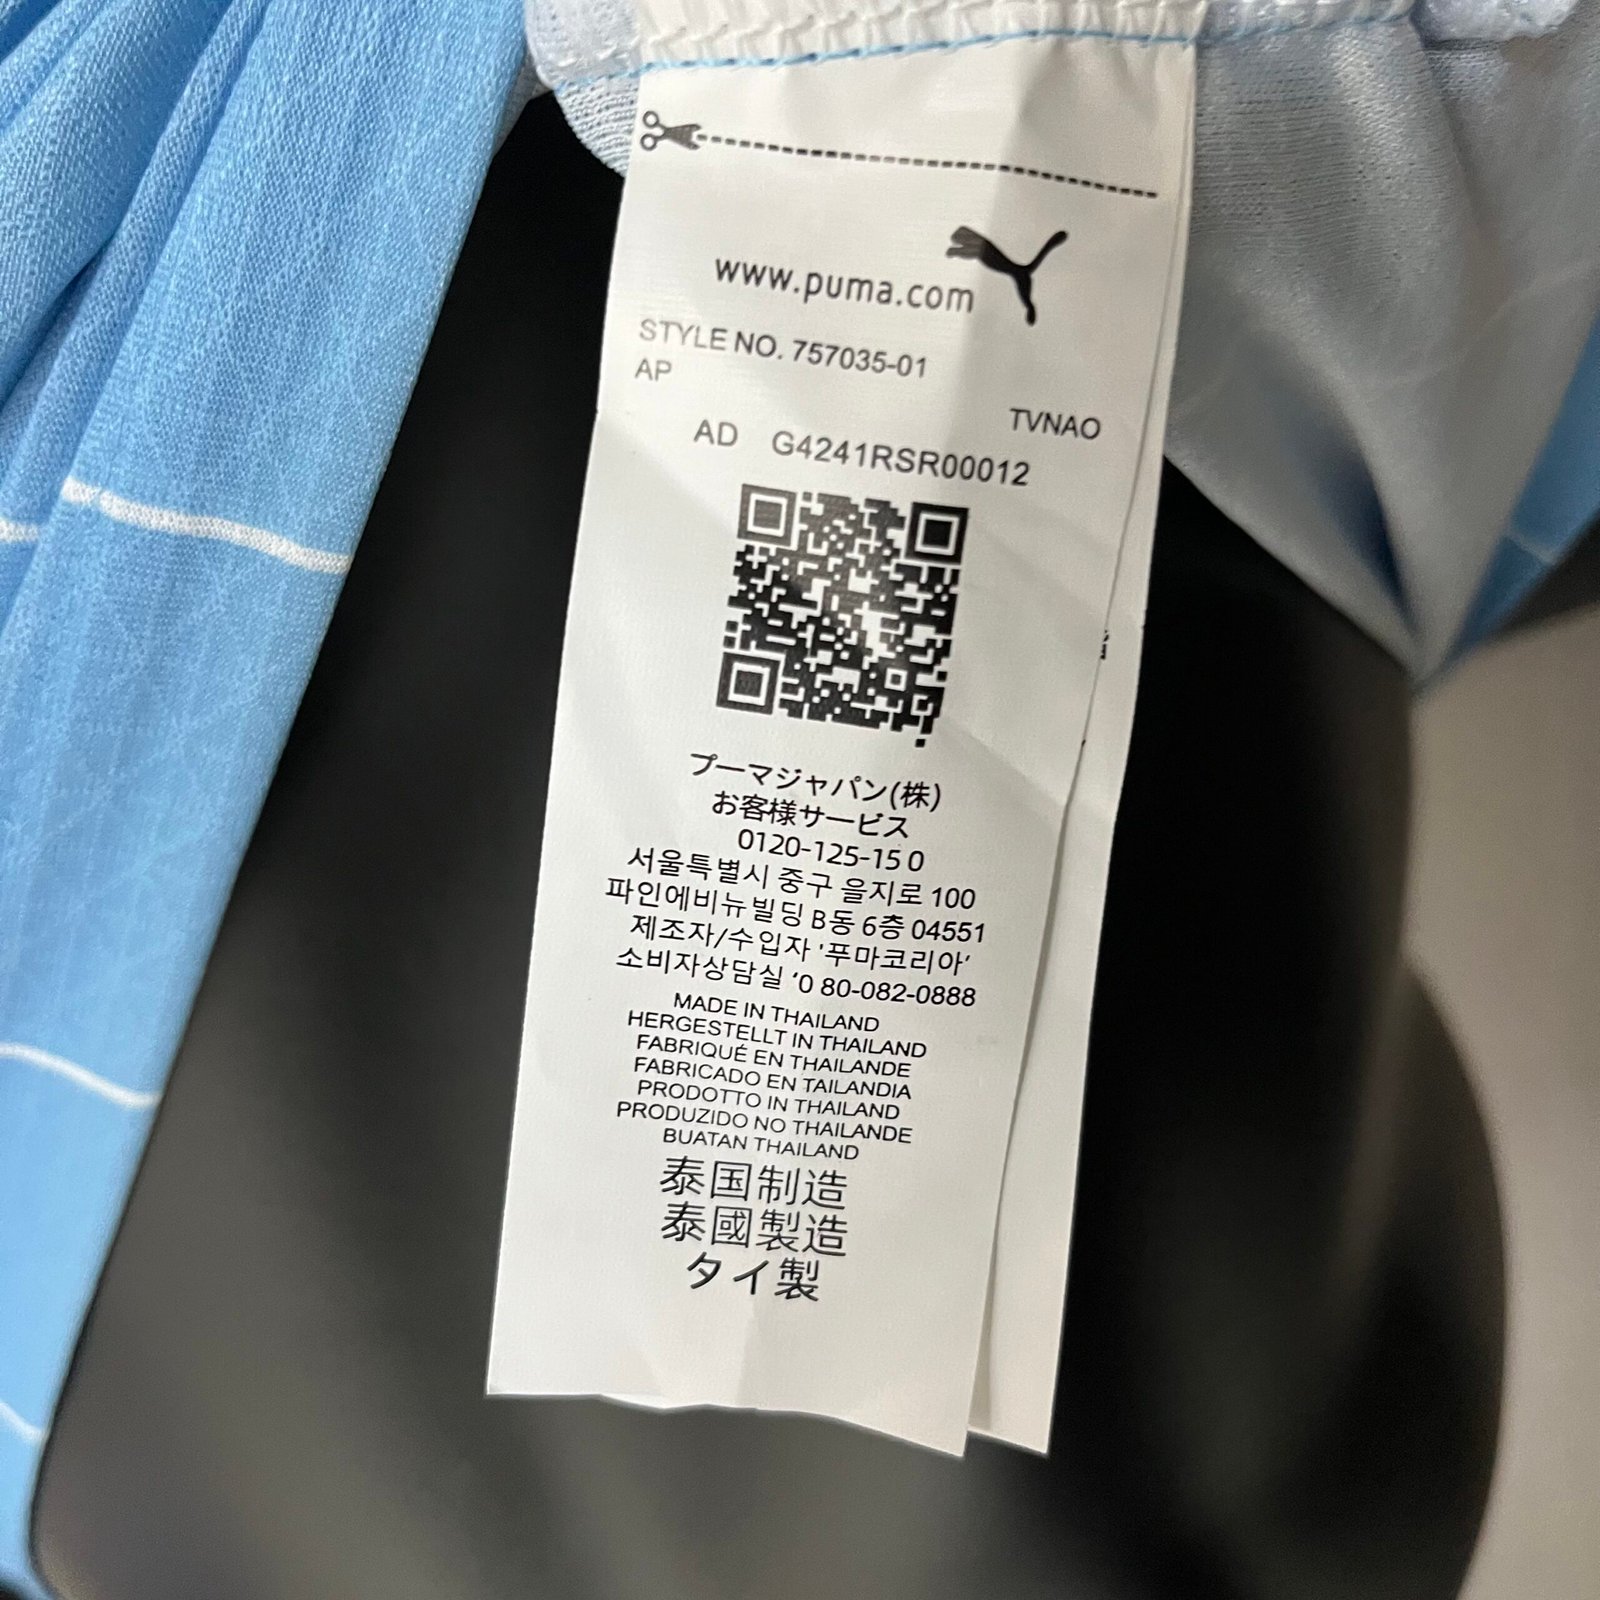 www.puma.com
STYLE NO. 757035-01
AP
TVNAO
AD G4241RSR00012
プーマジャパン(株)
お客様サービス
0120-125-15 0
서울특별시 중구 을지로 100
파인에비뉴빌딩 B동 6층 04551
제조자/수입자 '푸마코리아'
소비자상담실 '0 80-082-0888
MADE IN THAILAND
HERGESTELLT IN THAILAND
FABRIQUÉ EN THAILANDE
FABRICADO EN TAILANDIA
PRODOTTO IN THAILAND
PRODUZIDO NO THAILANDE
BUATAN THAILAND
泰国制造
泰國製造
タイ製